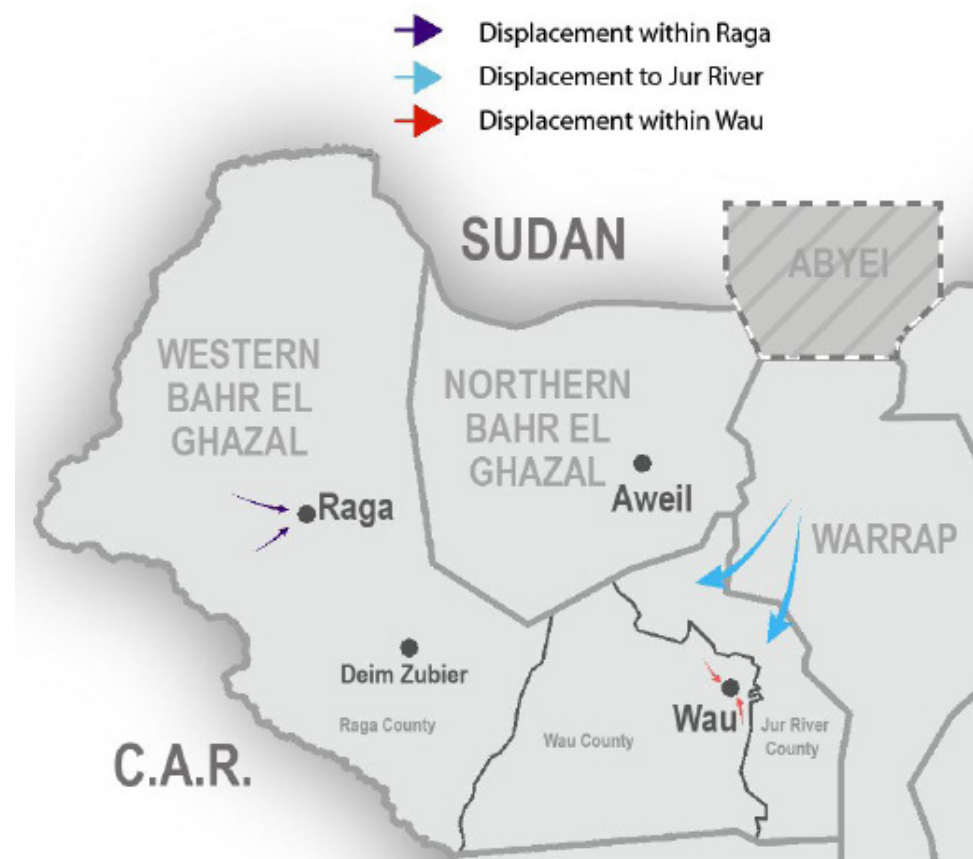 Displacement within Raga
Displacement to Jur River
Displacement within Wau
SUDAN
ABYEI
WESTERN
BAHR EL
GHAZAL
NORTHERN
BAHR EL
GHAZAL
Aweil
Raga
WARRAP
Deim Zubier
Raga County
Wau County
Wau
Jur River
County
C.A.R.